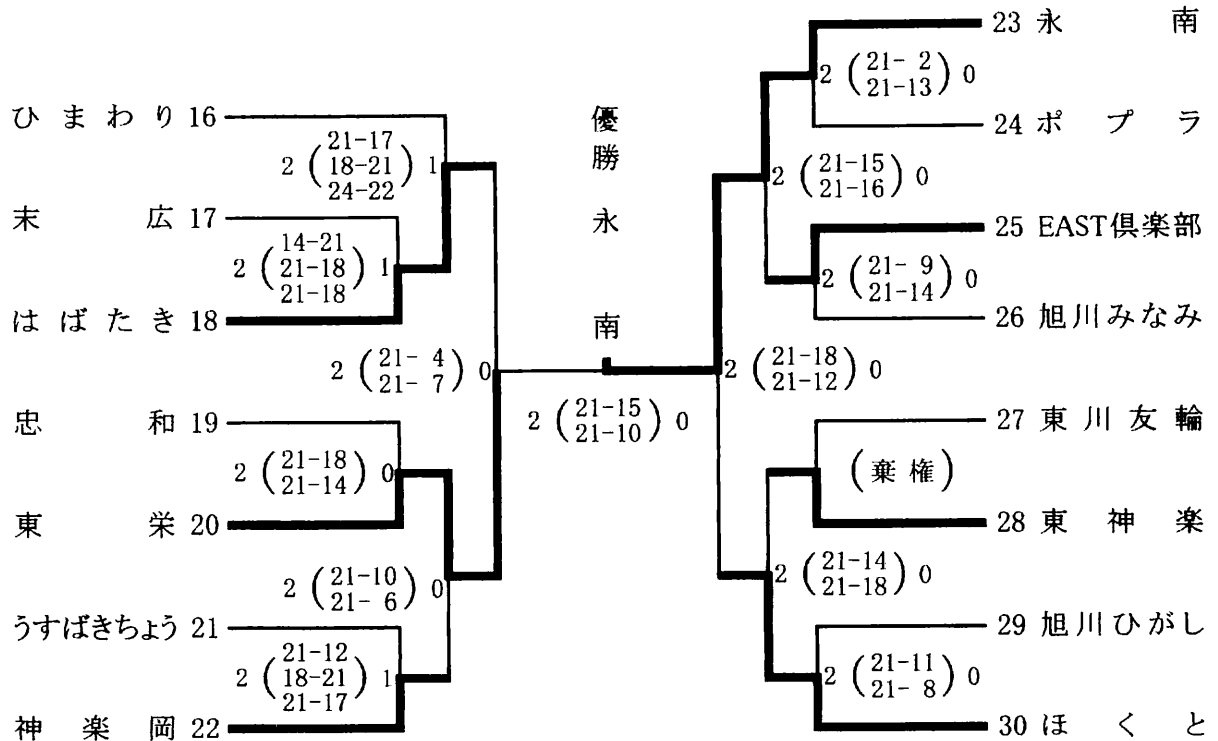 ひまわり 16
2 (21-17 18-21 24-22) 1
末広 17
2 (14-21 21-18 21-18) 1
はばたき 18
2 (21- 4 21- 7) 0
忠和 19
2 (21-18 21-14) 0
東栄 20
2 (21-10 21- 6) 0
うすばきちょう 21
2 (21-12 18-21 21-17) 1
神楽岡 22
優勝 永南
2 (21-15 21-10) 0
23 永南
2 (21- 2 21-13) 0
24 ポプラ
2 (21-15 21-16) 0
25 EAST倶楽部
2 (21- 9 21-14) 0
26 旭川みなみ
2 (21-18 21-12) 0
27 東川友輪
(棄権)
28 東神楽
2 (21-14 21-18) 0
29 旭川ひがし
2 (21-11 21- 8) 0
30 ほくと